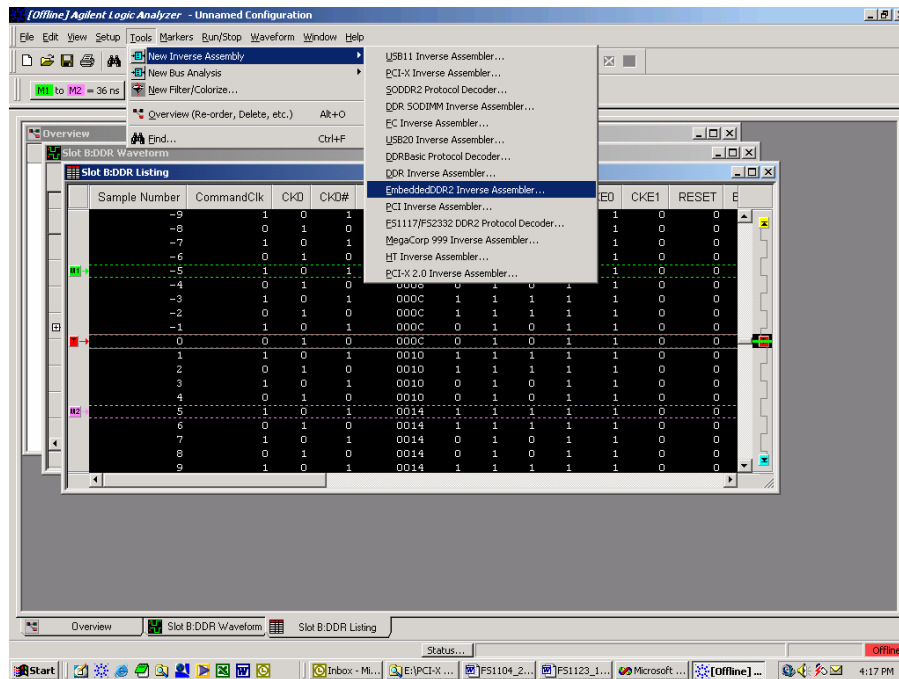 [Offline] Agilent Logic Analyzer - Unnamed Configuration
File Edit View Setup Tools Markers Run/Stop Waveform Window Help
M1 to M2 = 36 ns
New Inverse Assembly
New Bus Analysis
New Filter/Colorize...
Overview (Re-order, Delete, etc.) Alt+O
Find... Ctrl+F
USB11 Inverse Assembler...
PCI-X Inverse Assembler...
SODDR2 Protocol Decoder...
DDR SODIMM Inverse Assembler...
EC Inverse Assembler...
USB20 Inverse Assembler...
DDRBasic Protocol Decoder...
DDR Inverse Assembler...
EmbeddedDDR2 Inverse Assembler...
PCI Inverse Assembler...
FS1117/FS2332 DDR2 Protocol Decoder...
MegaCorp 999 Inverse Assembler...
HT Inverse Assembler...
PCI-X 2.0 Inverse Assembler...
Overview
Slot B:DDR Waveform
Slot B:DDR Listing
Sample Number CommandClk CK0 CK0# KE0 CKE1 RESET E
-9 1 0 1 1 0 0
-8 0 1 0 1 0 0
-7 1 0 1 1 0 0
-6 0 1 0 1 0 0
M1 -5 1 0 1 1 0 0
-4 0 1 0 0008 0 1 0 1 1 0 0
-3 1 0 1 000C 1 1 1 1 1 0 0
-2 0 1 0 000C 1 1 1 1 1 0 0
-1 1 0 1 000C 0 1 0 1 1 0 0
T 0 0 1 0 000C 0 1 0 1 1 0 0
1 1 0 1 0010 1 1 1 1 1 0 0
2 0 1 0 0010 1 1 1 1 1 0 0
3 1 0 1 0010 0 1 0 1 1 0 0
4 0 1 0 0010 0 1 0 1 1 0 0
M2 5 1 0 1 0014 1 1 1 1 1 0 0
6 0 1 0 0014 1 1 1 1 1 0 0
7 1 0 1 0014 0 1 0 1 1 0 0
8 0 1 0 0014 0 1 0 1 1 0 0
9 1 0 1 0014 1 1 1 1 1 0 0
Overview Slot B:DDR Waveform Slot B:DDR Listing
Status... Offline
Start Inbox - Mi... E:\PCI-X ... FS1104_2... FS1123_1... Microsoft ... [Offline] ... 4:17 PM